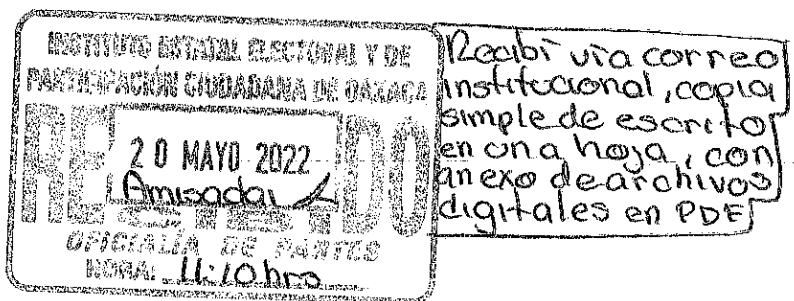 INSTITUTO ESTATAL ELECTORAL Y DE
PARTICIPACIÓN CIUDADANA DE OAXACA
RECIBIDO
20 MAYO 2022
Amisadai
OFICIALÍA DE PARTES
HORA: 11:10 hrs
Recibí vía correo
institucional, copia
simple de escrito
en una hoja, con
anexo de archivos
digitales en PDF